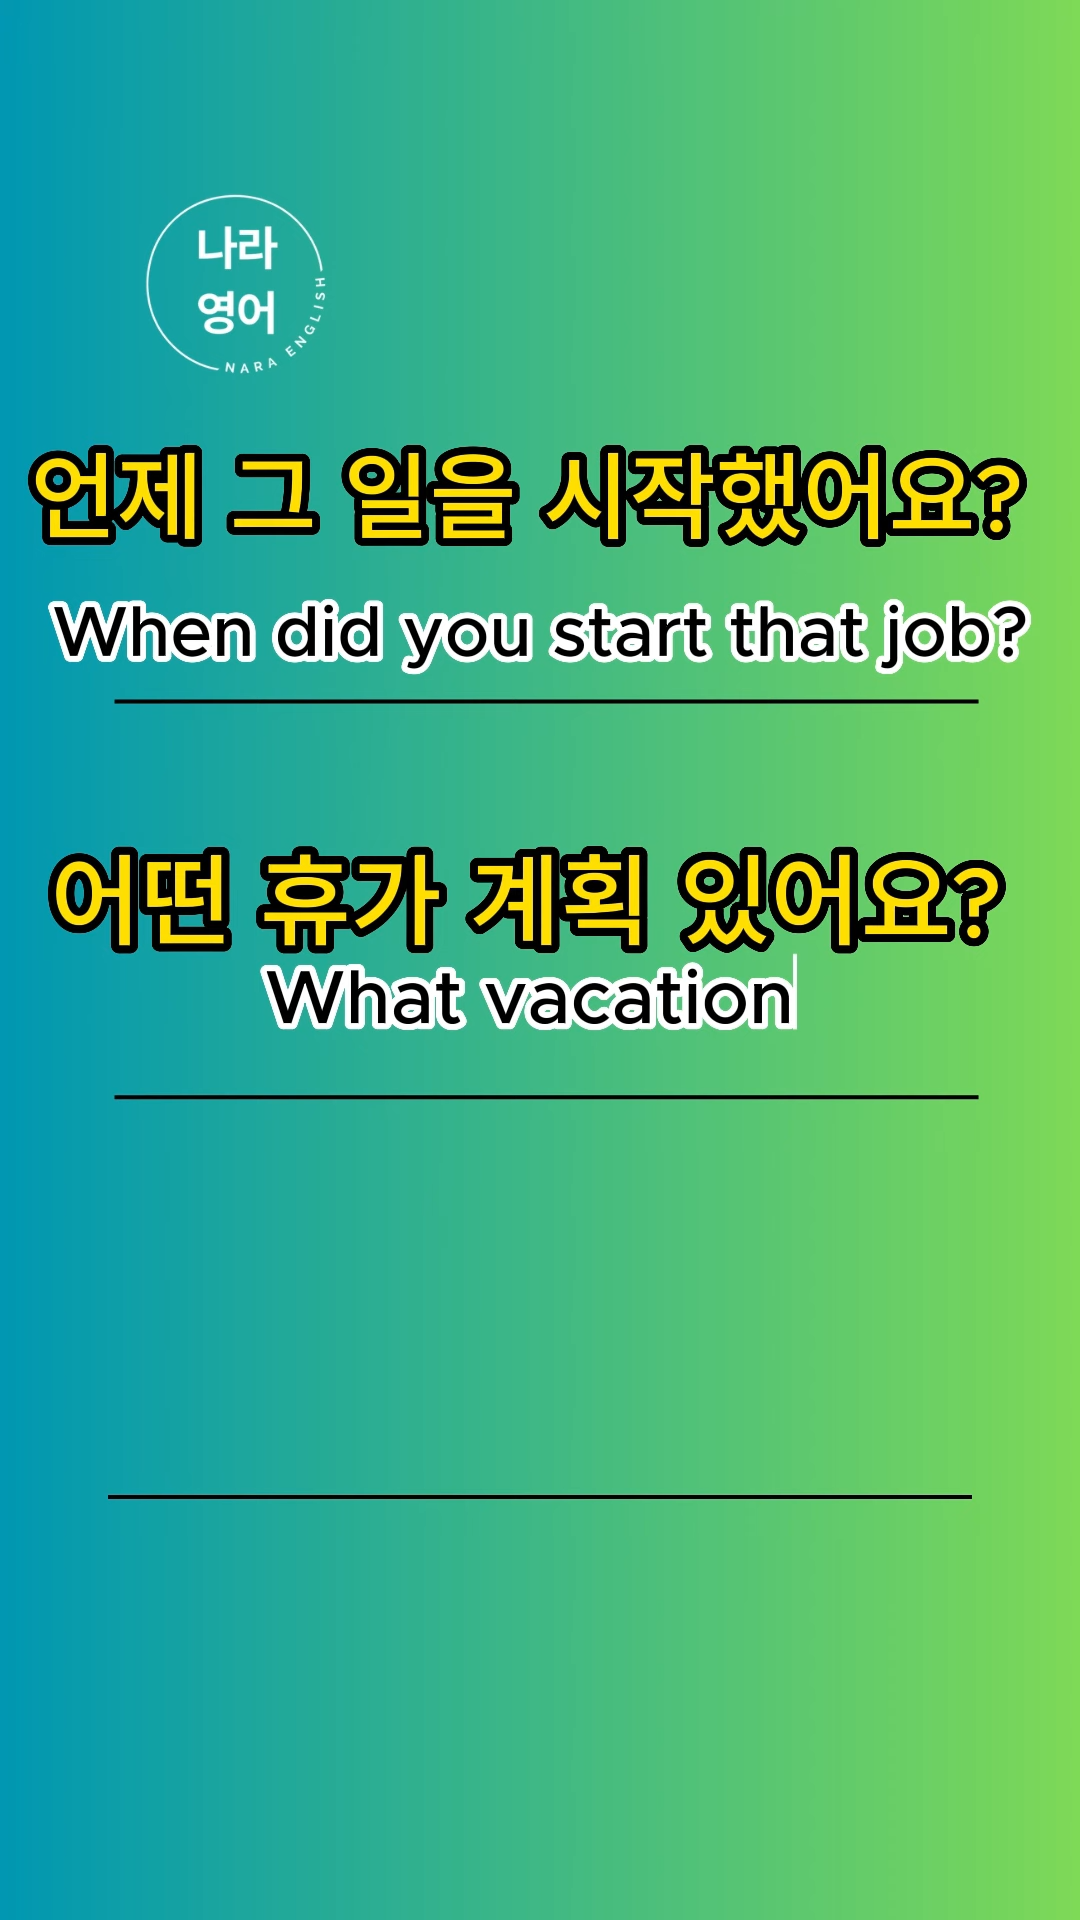 나라
영어
NARA ENGLISH
언제 그 일을 시작했어요?
When did you start that job?
어떤 휴가 계획 있어요?
What vacation